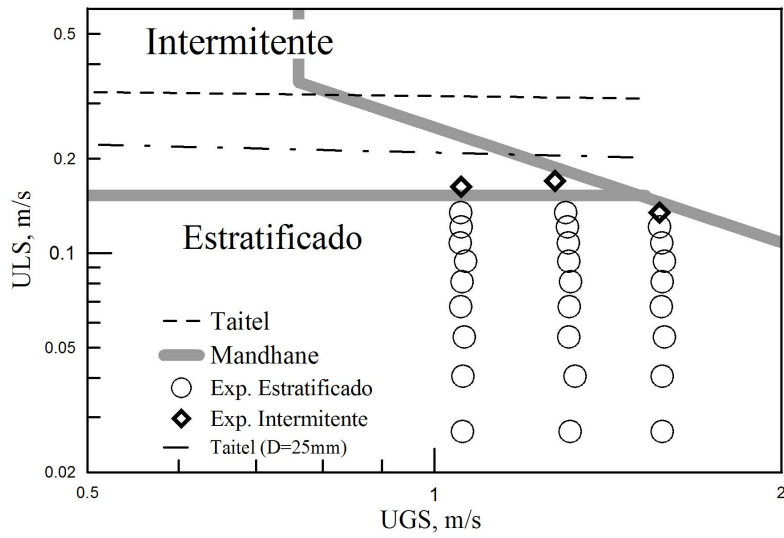 0.5
Intermitente
0.2
ULS, m/s
0.1
Estratificado
Taitel
Mandhane
0.05
Exp. Estratificado
Exp. Intermitente
Taitel (D=25mm)
0.02
0.5
1
2
UGS, m/s